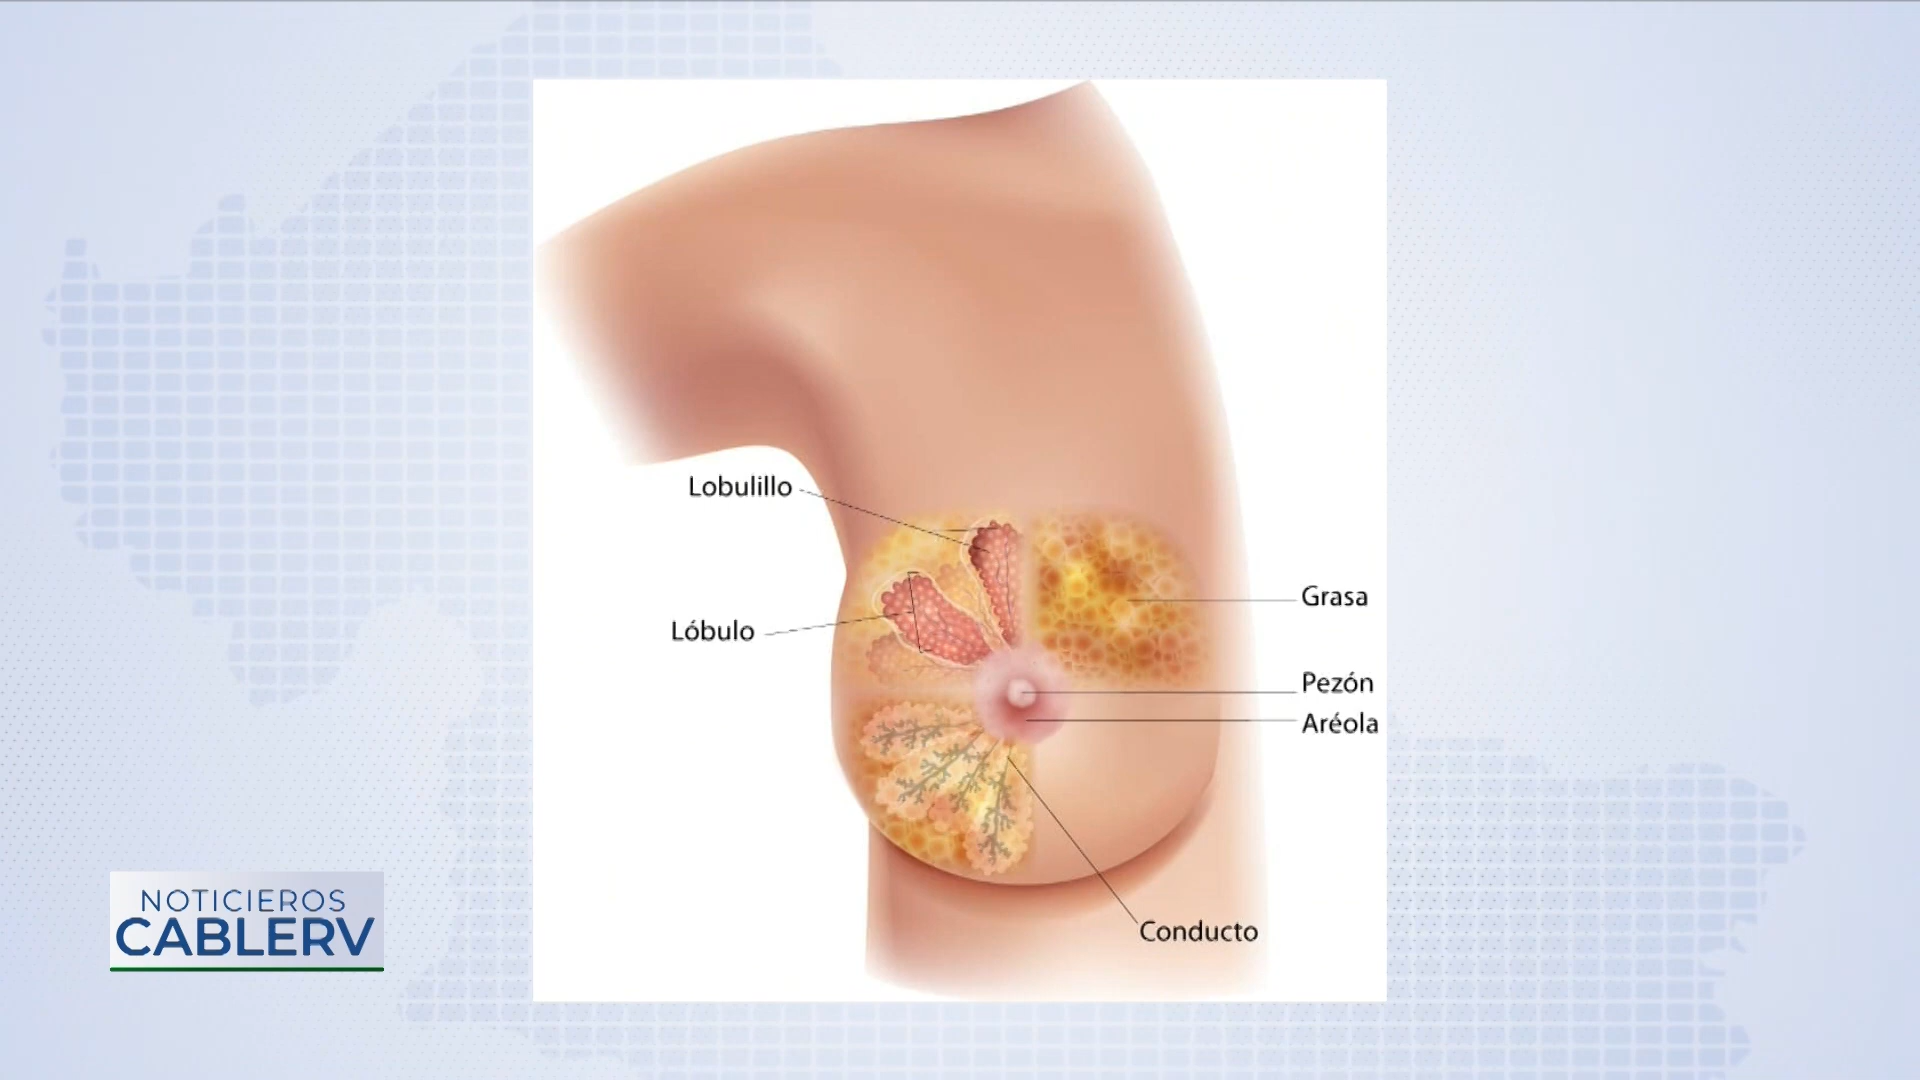 Lobulillo
Lóbulo
Grasa
Pezón
Aréola
Conducto
NOTICIEROS
CABLERV